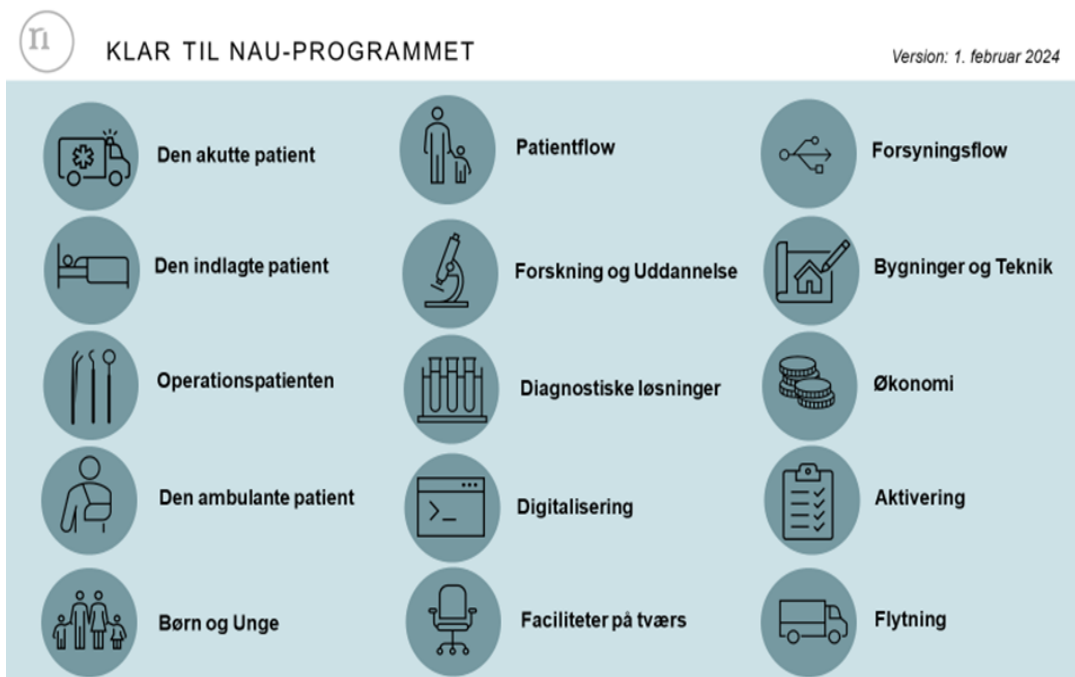 n
KLAR TIL NAU-PROGRAMMET
Version: 1. februar 2024
Den akutte patient
Den indlagte patient
Operationspatienten
Den ambulante patient
Børn og Unge
Patientflow
Forskning og Uddannelse
Diagnostiske løsninger
Digitalisering
Faciliteter på tværs
Forsyningsflow
Bygninger og Teknik
Økonomi
Aktivering
Flytning